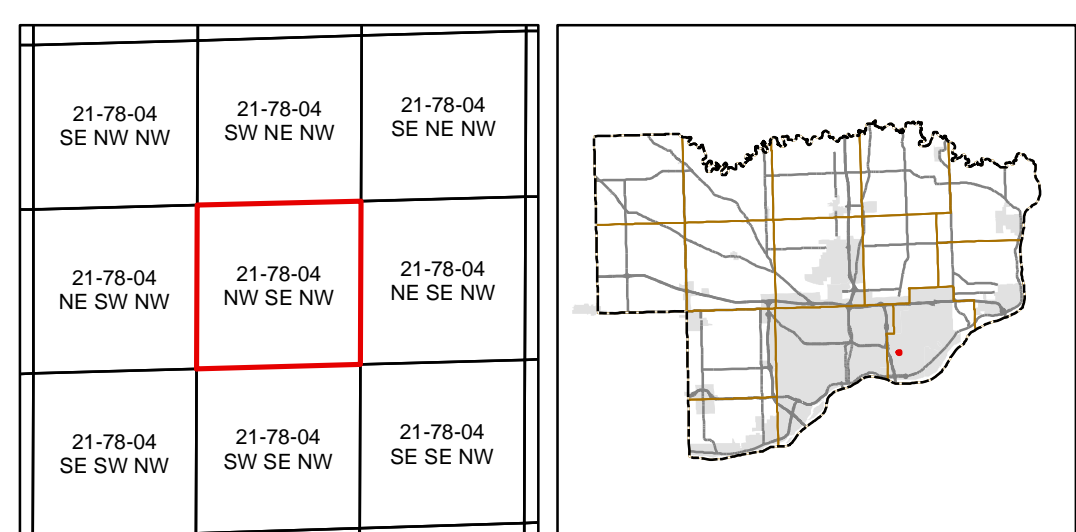 21-78-04
SE NW NW
21-78-04
SW NE NW
21-78-04
SE NE NW
21-78-04
NE SW NW
21-78-04
NW SE NW
21-78-04
NE SE NW
21-78-04
SE SW NW
21-78-04
SW SE NW
21-78-04
SE SE NW